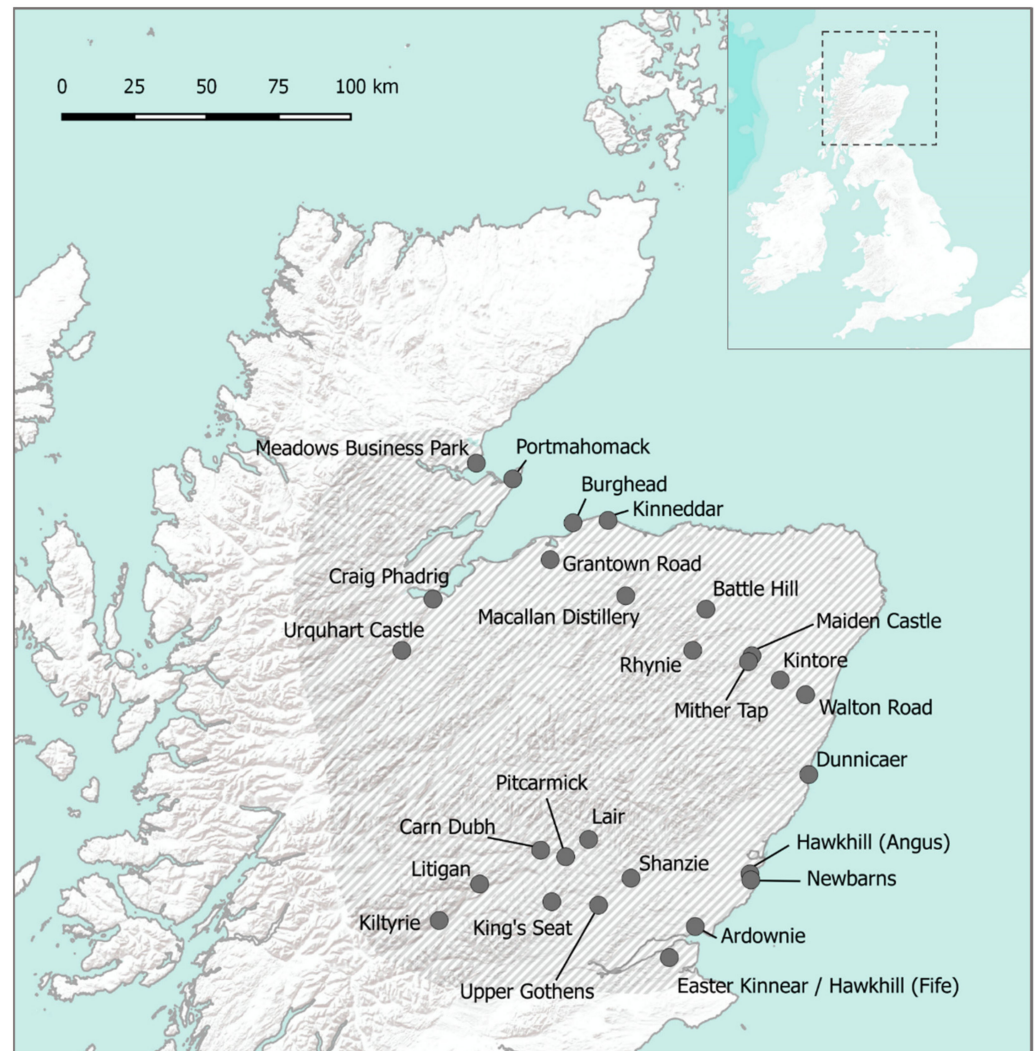 0 25 50 75 100 km
Meadows Business Park
Portmahomack
Burghead
Kinneddar
Grantown Road
Craig Phadrig
Battle Hill
Macallan Distillery
Maiden Castle
Urquhart Castle
Rhynie
Kintore
Mither Tap
Walton Road
Dunnicaer
Pitcarmick
Lair
Carn Dubh
Hawkhill (Angus)
Litigan
Shanzie
Newbarns
Kiltyrie
King's Seat
Ardownie
Upper Gothens
Easter Kinnear / Hawkhill (Fife)